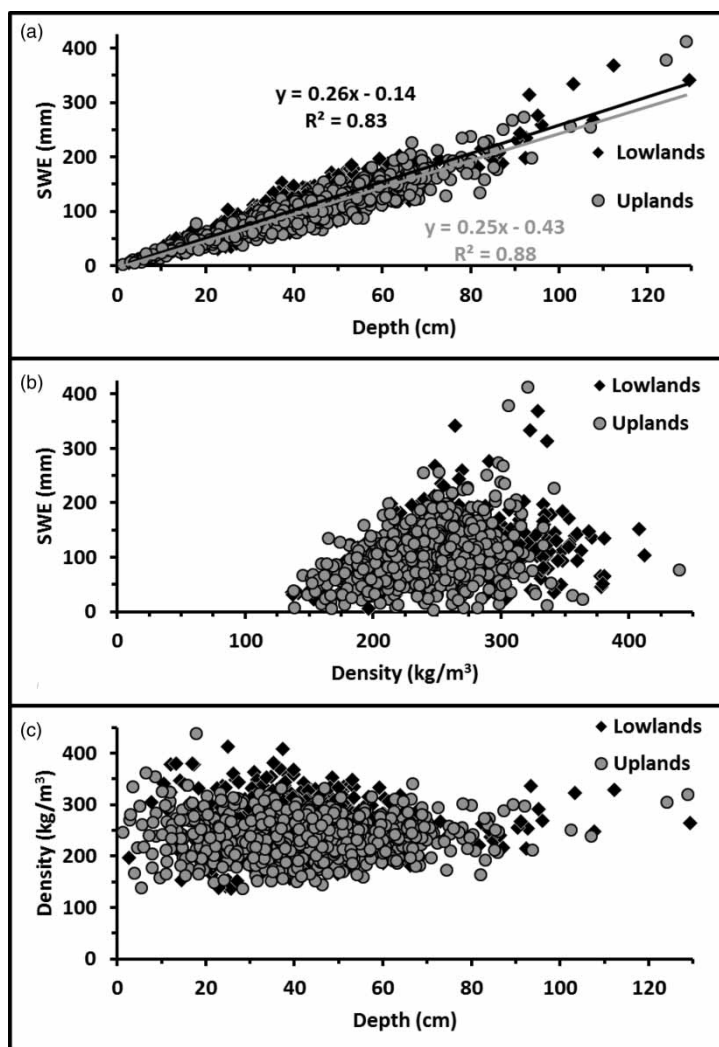 (a)
400
300
200
100
0
SWE (mm)
y = 0.26x - 0.14
R² = 0.83
Lowlands
Uplands
y = 0.25x - 0.43
R² = 0.88
0 20 40 60 80 100 120
Depth (cm)
(b)
400
300
200
100
0
SWE (mm)
Lowlands
Uplands
0 100 200 300 400
Density (kg/m³)
(c)
400
300
200
100
0
Density (kg/m³)
Lowlands
Uplands
0 20 40 60 80 100 120
Depth (cm)